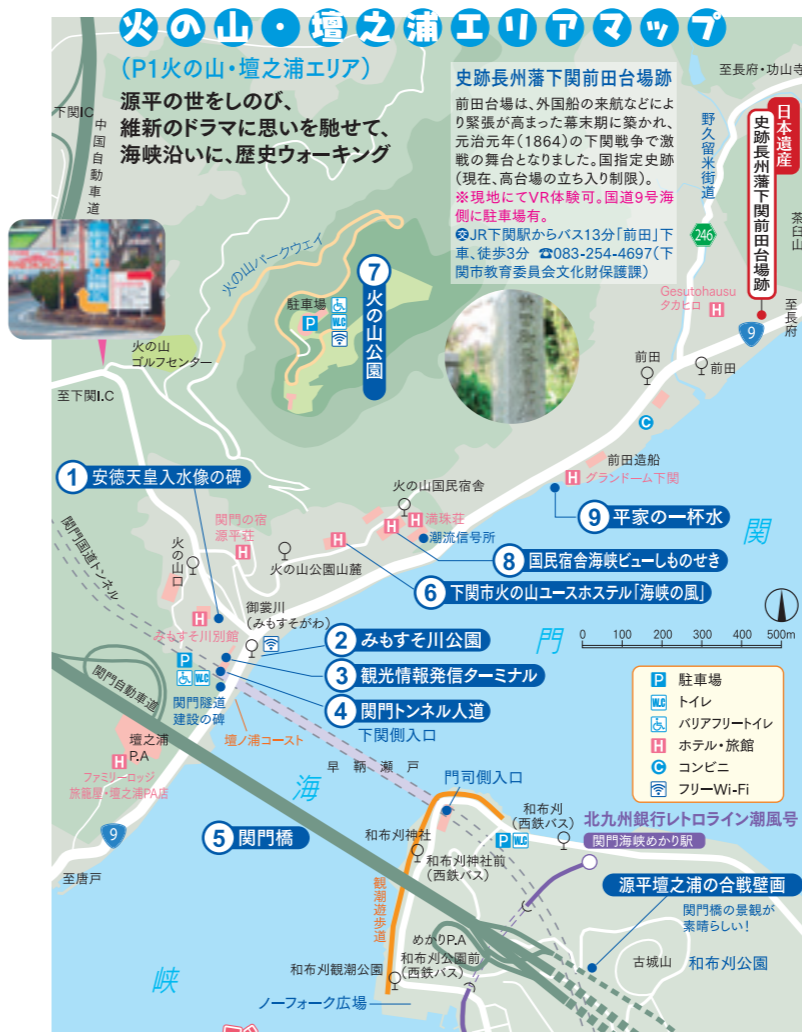 火の山・壇之浦エリアマップ
(P1火の山・壇之浦エリア)
源平の世をしのび、
維新のドラマに思いを馳せて、
海峡沿いに、歴史ウォーキング
史跡長州藩下関前田台場跡
前田台場は、外国船の来航などによ
り緊張が高まった幕末期に築かれ、
元治元年(1864)の下関戦争で激
戦の舞台となりました。国指定史跡
(現在、高台場の立ち入り制限)。
※現地にてVR体験可。国道9号海
側に駐車場有。
交JR下関駅からバス13分「前田」下
車、徒歩3分 ☎083-254-4697(下
関市教育委員会文化財保護課)
至長府・功山寺
日本遺産
史跡長州藩下関前田台場跡
野久留米街道
246
茶臼山
至長府
9
Gesutohausu
タカヒロ
H
下関IC
中国自動車道
火の山パークウェイ
駐車場
P
W.C
7 火の山公園
火の山
ゴルフセンター
至下関I.C
前田
前田
C
前田造船
H グランドーム下関
9 平家の一杯水
1 安徳天皇入水像の碑
火の山国民宿舎
H
H 満珠荘
潮流信号所
関門の宿
源平荘
H
火の山口
火の山公園山麓
H
8 国民宿舎海峡ビューしものせき
6 下関市火の山ユースホステル「海峡の風」
関門国道トンネル
御裳川
(みもすそがわ)
H
みもすそ川別館
2 みもすそ川公園
3 観光情報発信ターミナル
4 関門トンネル人道
下関側入口
P
W.C
関門隧道
建設の碑
壇ノ浦コースト
関門自動車道
壇之浦
P.A
H
ファミリーロッジ
旅籠屋・壇之浦PA店
9
至唐戸
5 関門橋
関
門
海
峡
早鞆瀬戸
0 100 200 300 400 500m
P 駐車場
W.C トイレ
バリアフリートイレ
H ホテル・旅館
C コンビニ
フリーWi-Fi
門司側入口
和布刈
(西鉄バス)
P W.C
北九州銀行レトロライン潮風号
関門海峡めかり駅
和布刈神社
和布刈神社前
(西鉄バス)
観潮遊歩道
源平壇之浦の合戦壁画
関門橋の景観が
素晴らしい!
めかりP.A
和布刈公園前
(西鉄バス)
和布刈観潮公園
古城山
和布刈公園
ノーフォーク広場